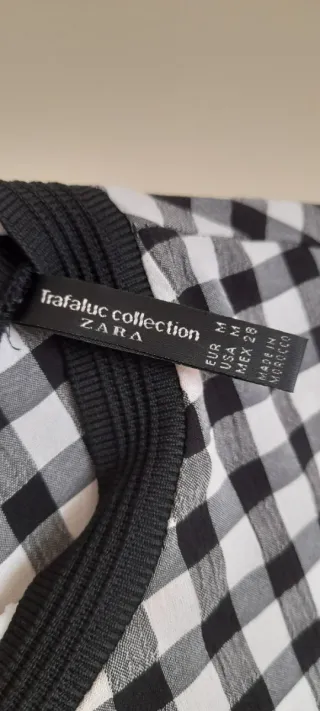 Trafaluc collection
ZARA
EUR M
USA M
MEX 28
MADE IN
MOROCCO